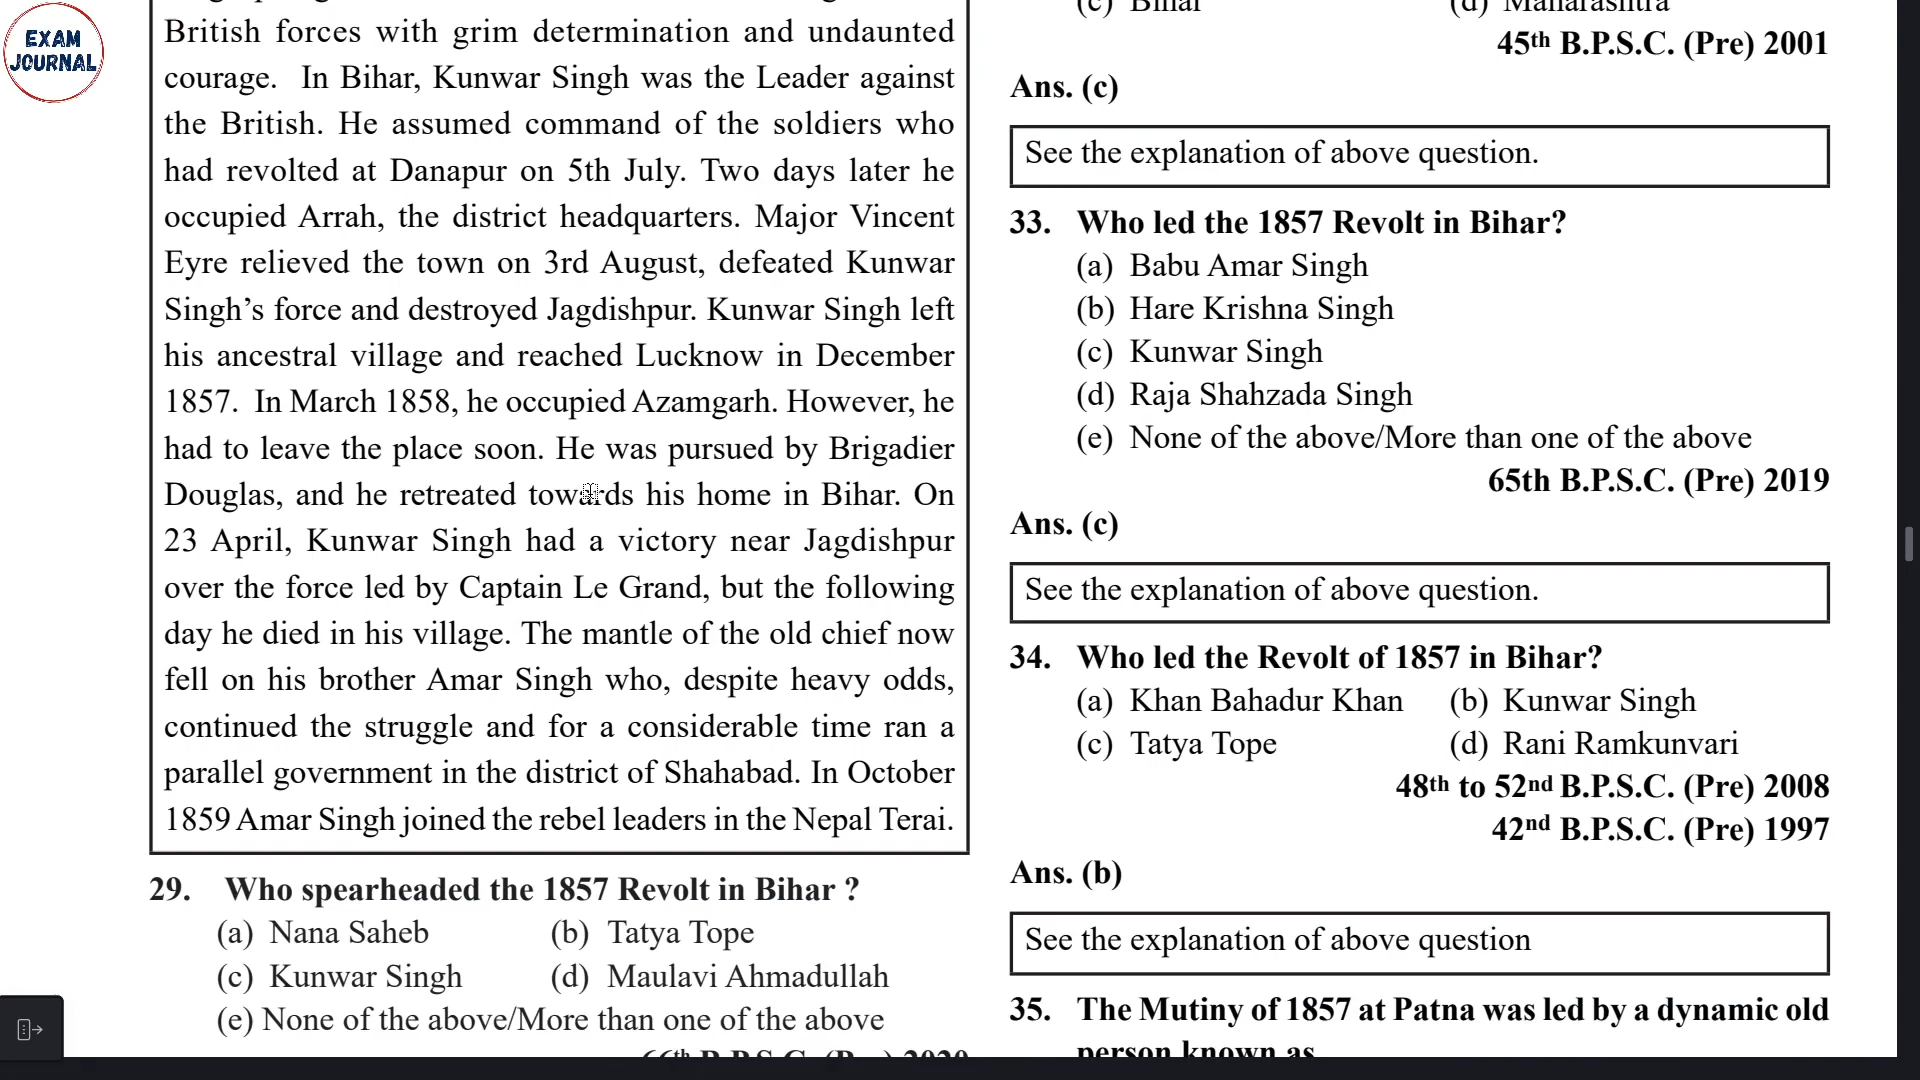 EXAM
JOURNAL
British forces with grim determination and undaunted
courage. In Bihar, Kunwar Singh was the Leader against
the British. He assumed command of the soldiers who
had revolted at Danapur on 5th July. Two days later he
occupied Arrah, the district headquarters. Major Vincent
Eyre relieved the town on 3rd August, defeated Kunwar
Singh’s force and destroyed Jagdishpur. Kunwar Singh left
his ancestral village and reached Lucknow in December
1857. In March 1858, he occupied Azamgarh. However, he
had to leave the place soon. He was pursued by Brigadier
Douglas, and he retreated towards his home in Bihar. On
23 April, Kunwar Singh had a victory near Jagdishpur
over the force led by Captain Le Grand, but the following
day he died in his village. The mantle of the old chief now
fell on his brother Amar Singh who, despite heavy odds,
continued the struggle and for a considerable time ran a
parallel government in the district of Shahabad. In October
1859 Amar Singh joined the rebel leaders in the Nepal Terai.
29. Who spearheaded the 1857 Revolt in Bihar ?
(a) Nana Saheb (b) Tatya Tope
(c) Kunwar Singh (d) Maulavi Ahmadullah
(e) None of the above/More than one of the above
66th B.P.S.C. (Pre) 2020
(c) Bihar (d) Maharashtra
45th B.P.S.C. (Pre) 2001
Ans. (c)
See the explanation of above question.
33. Who led the 1857 Revolt in Bihar?
(a) Babu Amar Singh
(b) Hare Krishna Singh
(c) Kunwar Singh
(d) Raja Shahzada Singh
(e) None of the above/More than one of the above
65th B.P.S.C. (Pre) 2019
Ans. (c)
See the explanation of above question.
34. Who led the Revolt of 1857 in Bihar?
(a) Khan Bahadur Khan (b) Kunwar Singh
(c) Tatya Tope (d) Rani Ramkunvari
48th to 52nd B.P.S.C. (Pre) 2008
42nd B.P.S.C. (Pre) 1997
Ans. (b)
See the explanation of above question
35. The Mutiny of 1857 at Patna was led by a dynamic old
person known as